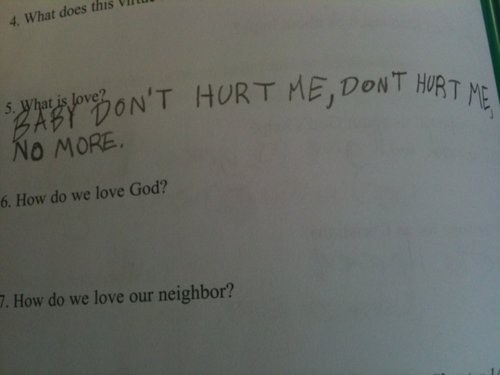 4. What does this
5. What is love?
BABY DON'T HURT ME, DON'T HURT ME,
NO MORE.
6. How do we love God?
7. How do we love our neighbor?